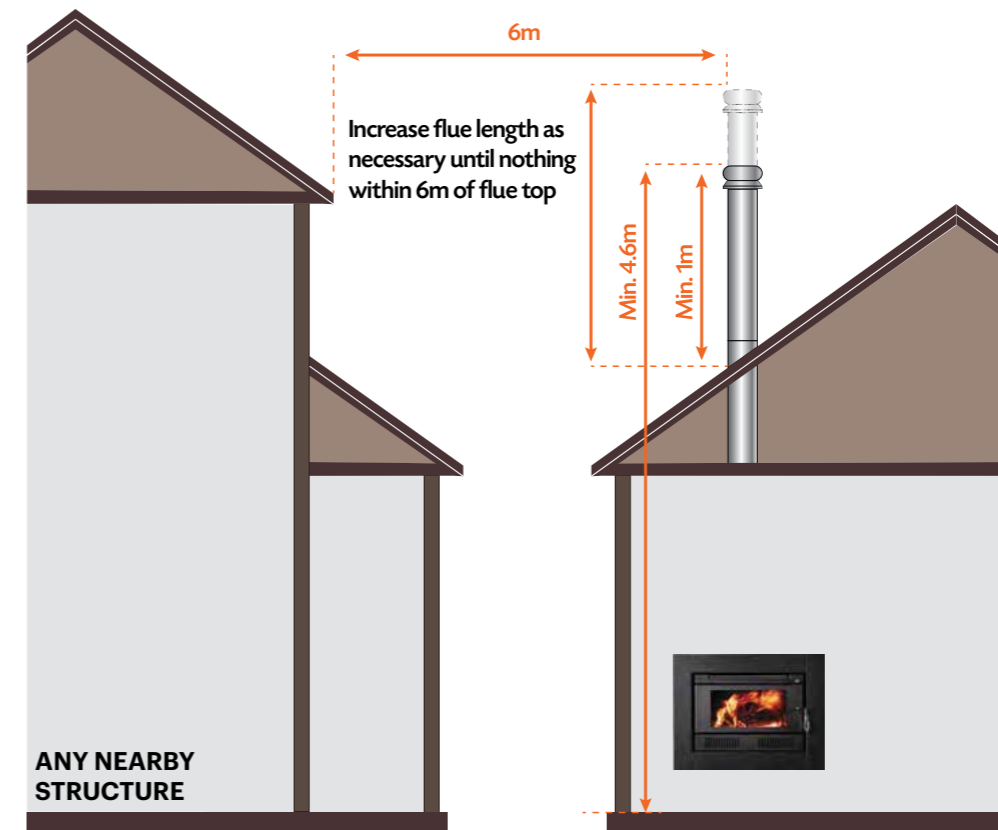 6m
Increase flue length as
necessary until nothing
within 6m of flue top
Min. 4.6m
Min. 1m
ANY NEARBY
STRUCTURE